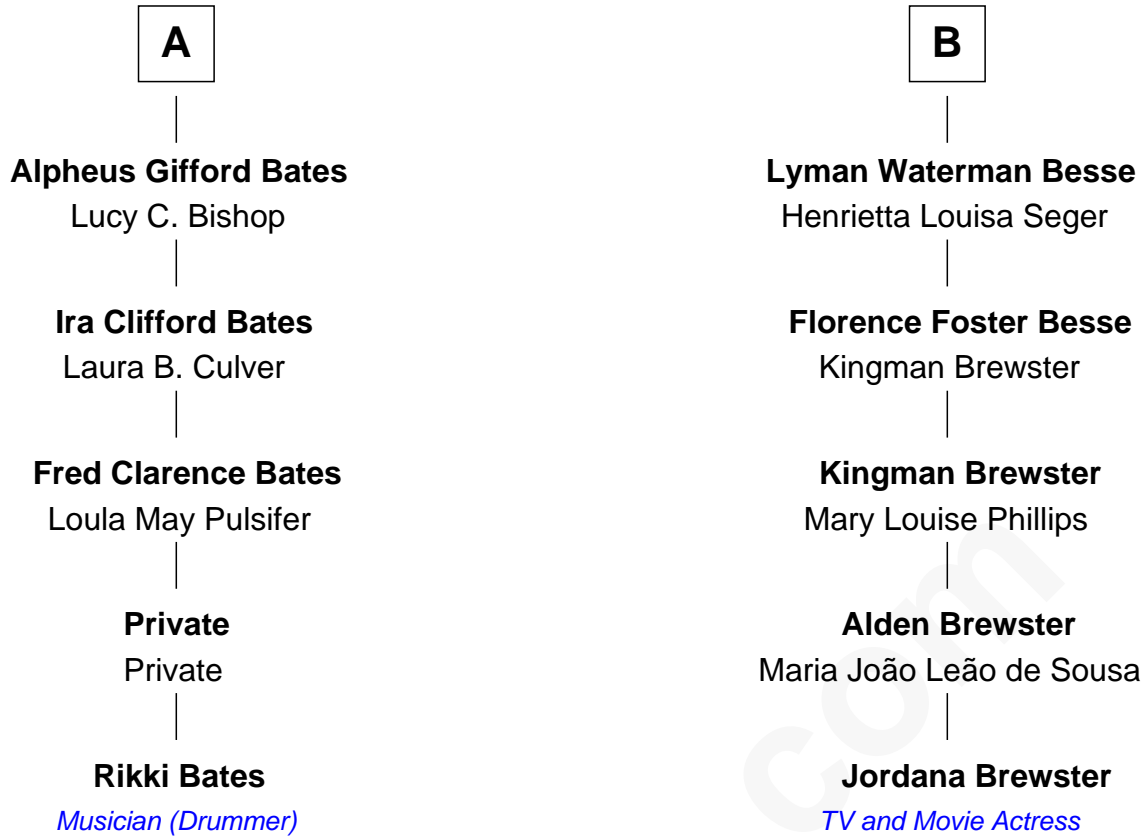 A
Alpheus Gifford Bates
Lucy C. Bishop
Ira Clifford Bates
Laura B. Culver
Fred Clarence Bates
Loula May Pulsifer
Private
Private
Rikki Bates
Musician (Drummer)
B
Lyman Waterman Besse
Henrietta Louisa Seger
Florence Foster Besse
Kingman Brewster
Kingman Brewster
Mary Louise Phillips
Alden Brewster
Maria João Leão de Sousa
Jordana Brewster
TV and Movie Actress
com